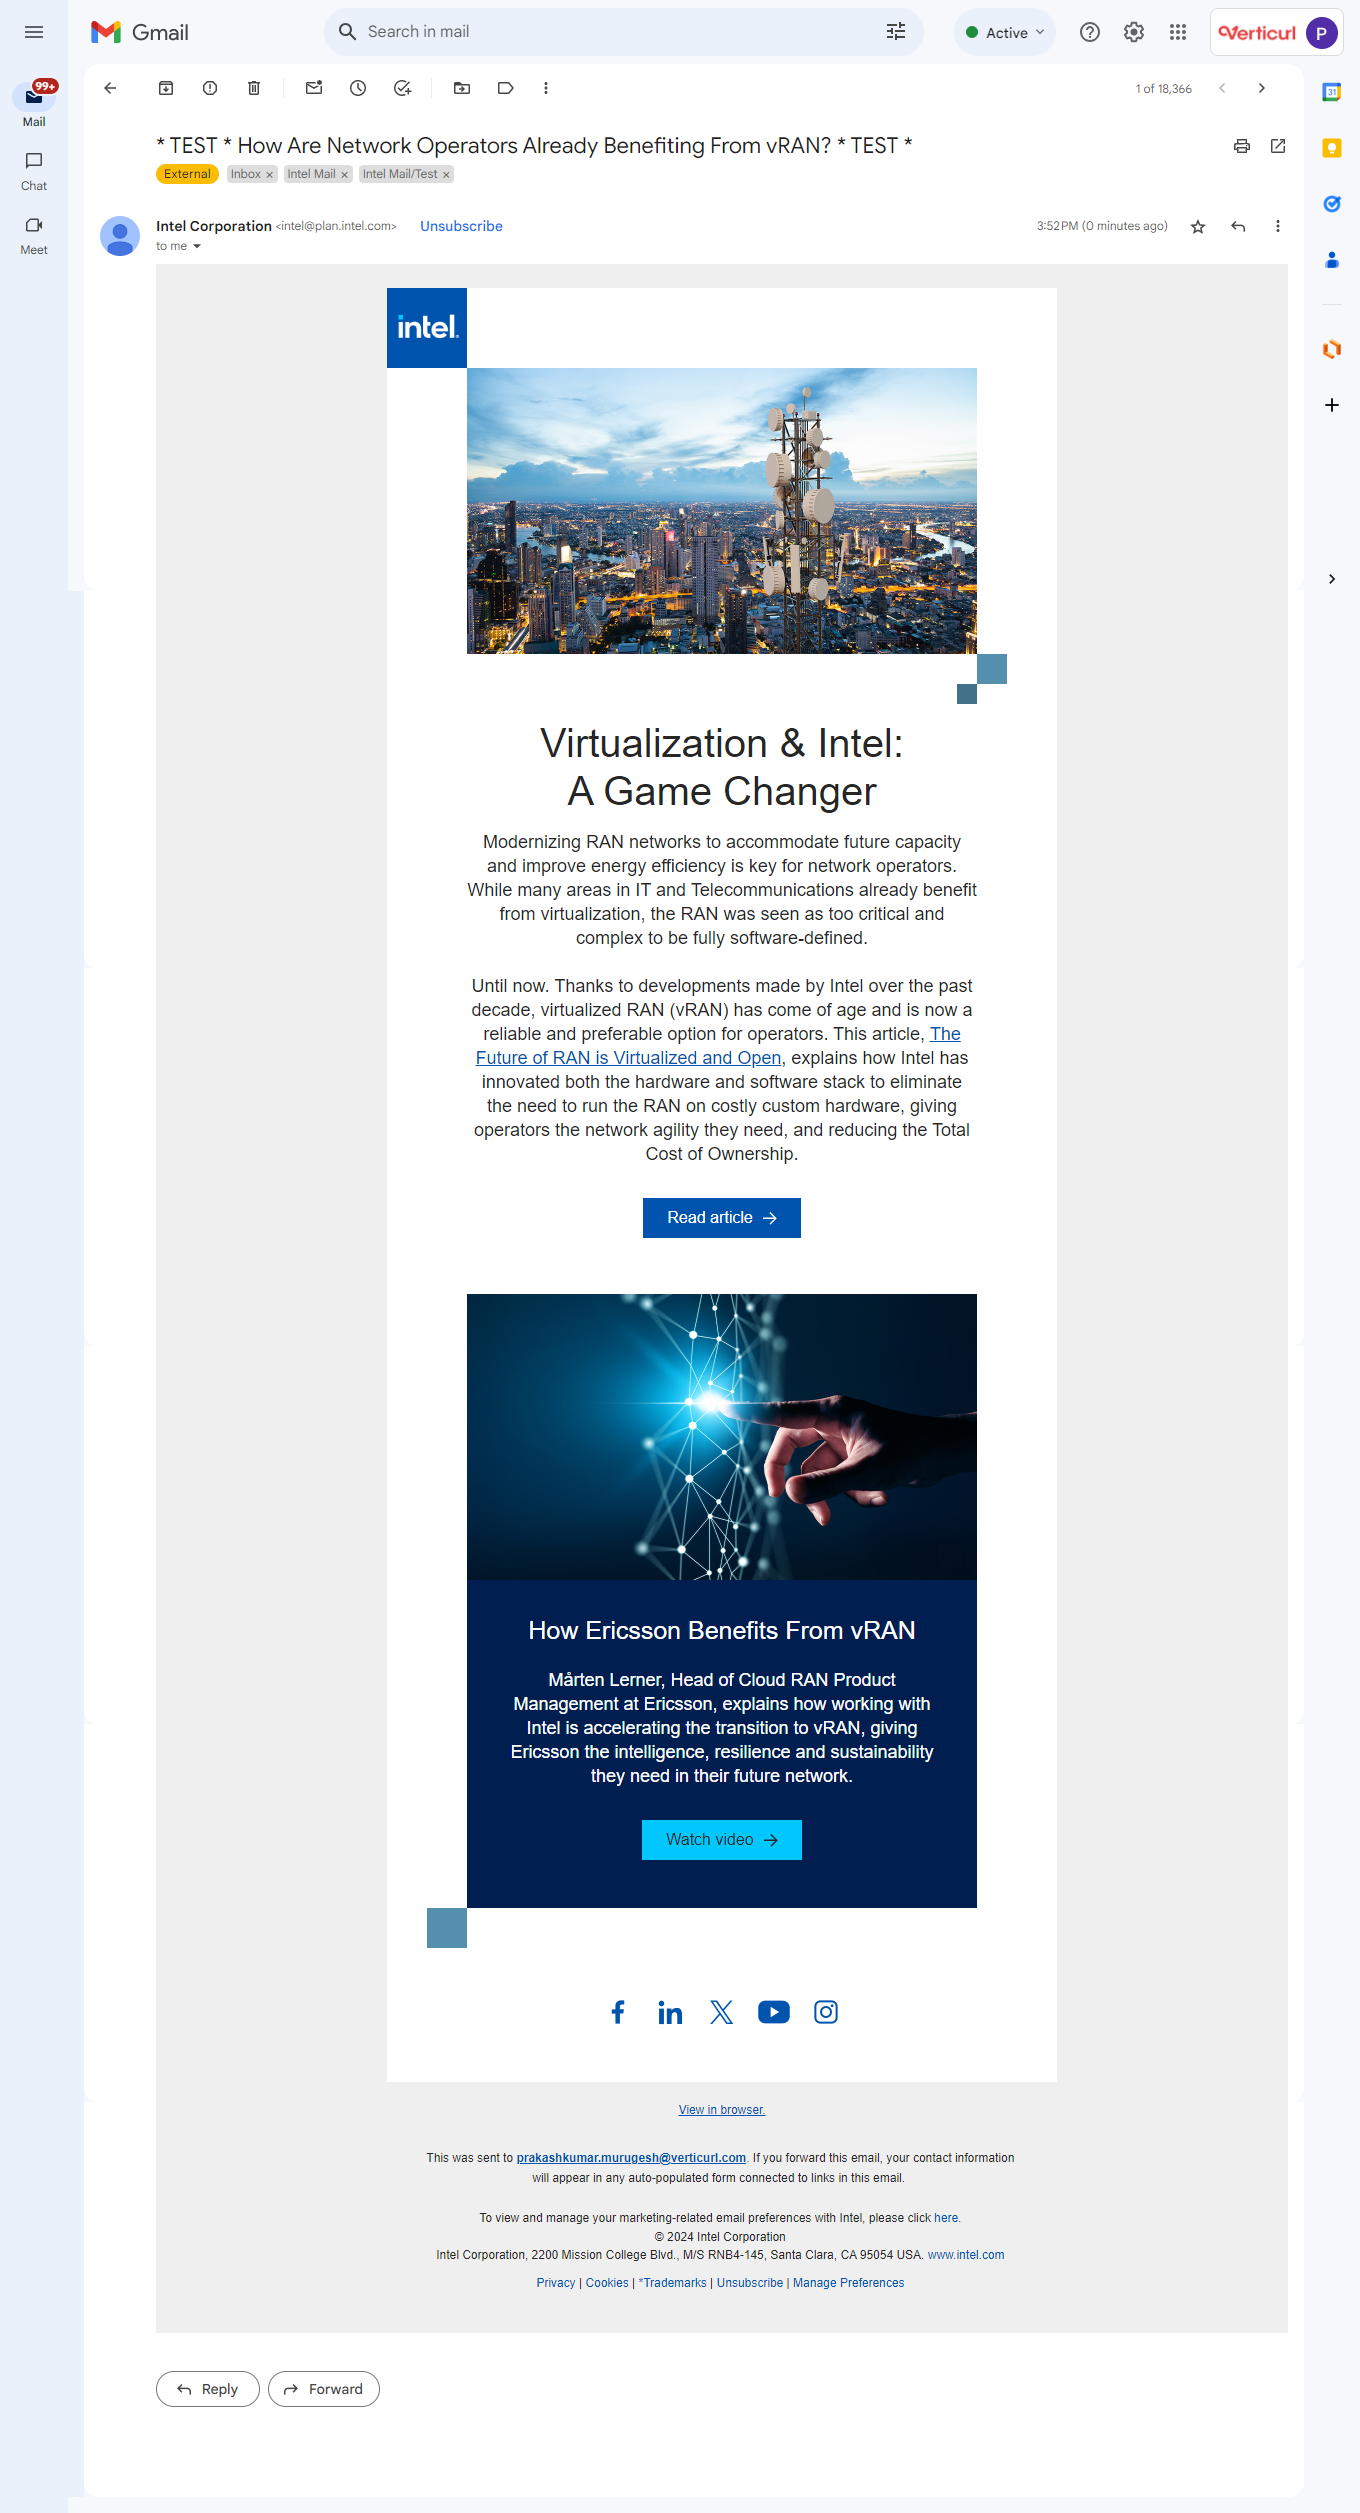 Gmail
Search in mail
Active
Verticurl
P
99+
Mail
Chat
Meet
1 of 18,366
31
* TEST * How Are Network Operators Already Benefiting From vRAN? * TEST *
External
Inbox ×
Intel Mail ×
Intel Mail/Test ×
Intel Corporation <intel@plan.intel.com>
Unsubscribe
3:52 PM (0 minutes ago)
to me
intel.
Virtualization & Intel:
A Game Changer
Modernizing RAN networks to accommodate future capacity
and improve energy efficiency is key for network operators.
While many areas in IT and Telecommunications already benefit
from virtualization, the RAN was seen as too critical and
complex to be fully software-defined.
Until now. Thanks to developments made by Intel over the past
decade, virtualized RAN (vRAN) has come of age and is now a
reliable and preferable option for operators. This article, The
Future of RAN is Virtualized and Open, explains how Intel has
innovated both the hardware and software stack to eliminate
the need to run the RAN on costly custom hardware, giving
operators the network agility they need, and reducing the Total
Cost of Ownership.
Read article →
How Ericsson Benefits From vRAN
Mårten Lerner, Head of Cloud RAN Product
Management at Ericsson, explains how working with
Intel is accelerating the transition to vRAN, giving
Ericsson the intelligence, resilience and sustainability
they need in their future network.
Watch video →
View in browser.
This was sent to prakashkumar.murugesh@verticurl.com. If you forward this email, your contact information
will appear in any auto-populated form connected to links in this email.
To view and manage your marketing-related email preferences with Intel, please click here.
© 2024 Intel Corporation
Intel Corporation, 2200 Mission College Blvd., M/S RNB4-145, Santa Clara, CA 95054 USA. www.intel.com
Privacy | Cookies | *Trademarks | Unsubscribe | Manage Preferences
Reply
Forward